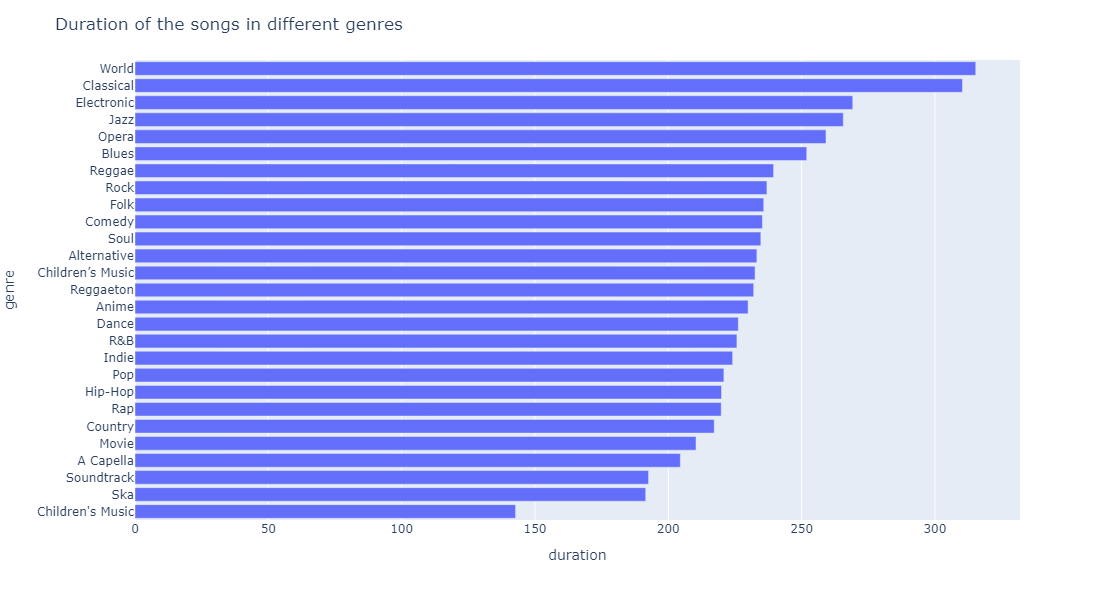 Duration of the songs in different genres
World
Classical
Electronic
Jazz
Opera
Blues
Reggae
Rock
Folk
Comedy
Soul
Alternative
Children’s Music
Reggaeton
Anime
Dance
R&B
Indie
Pop
Hip-Hop
Rap
Country
Movie
A Capella
Soundtrack
Ska
Children's Music
genre
0 50 100 150 200 250 300
duration